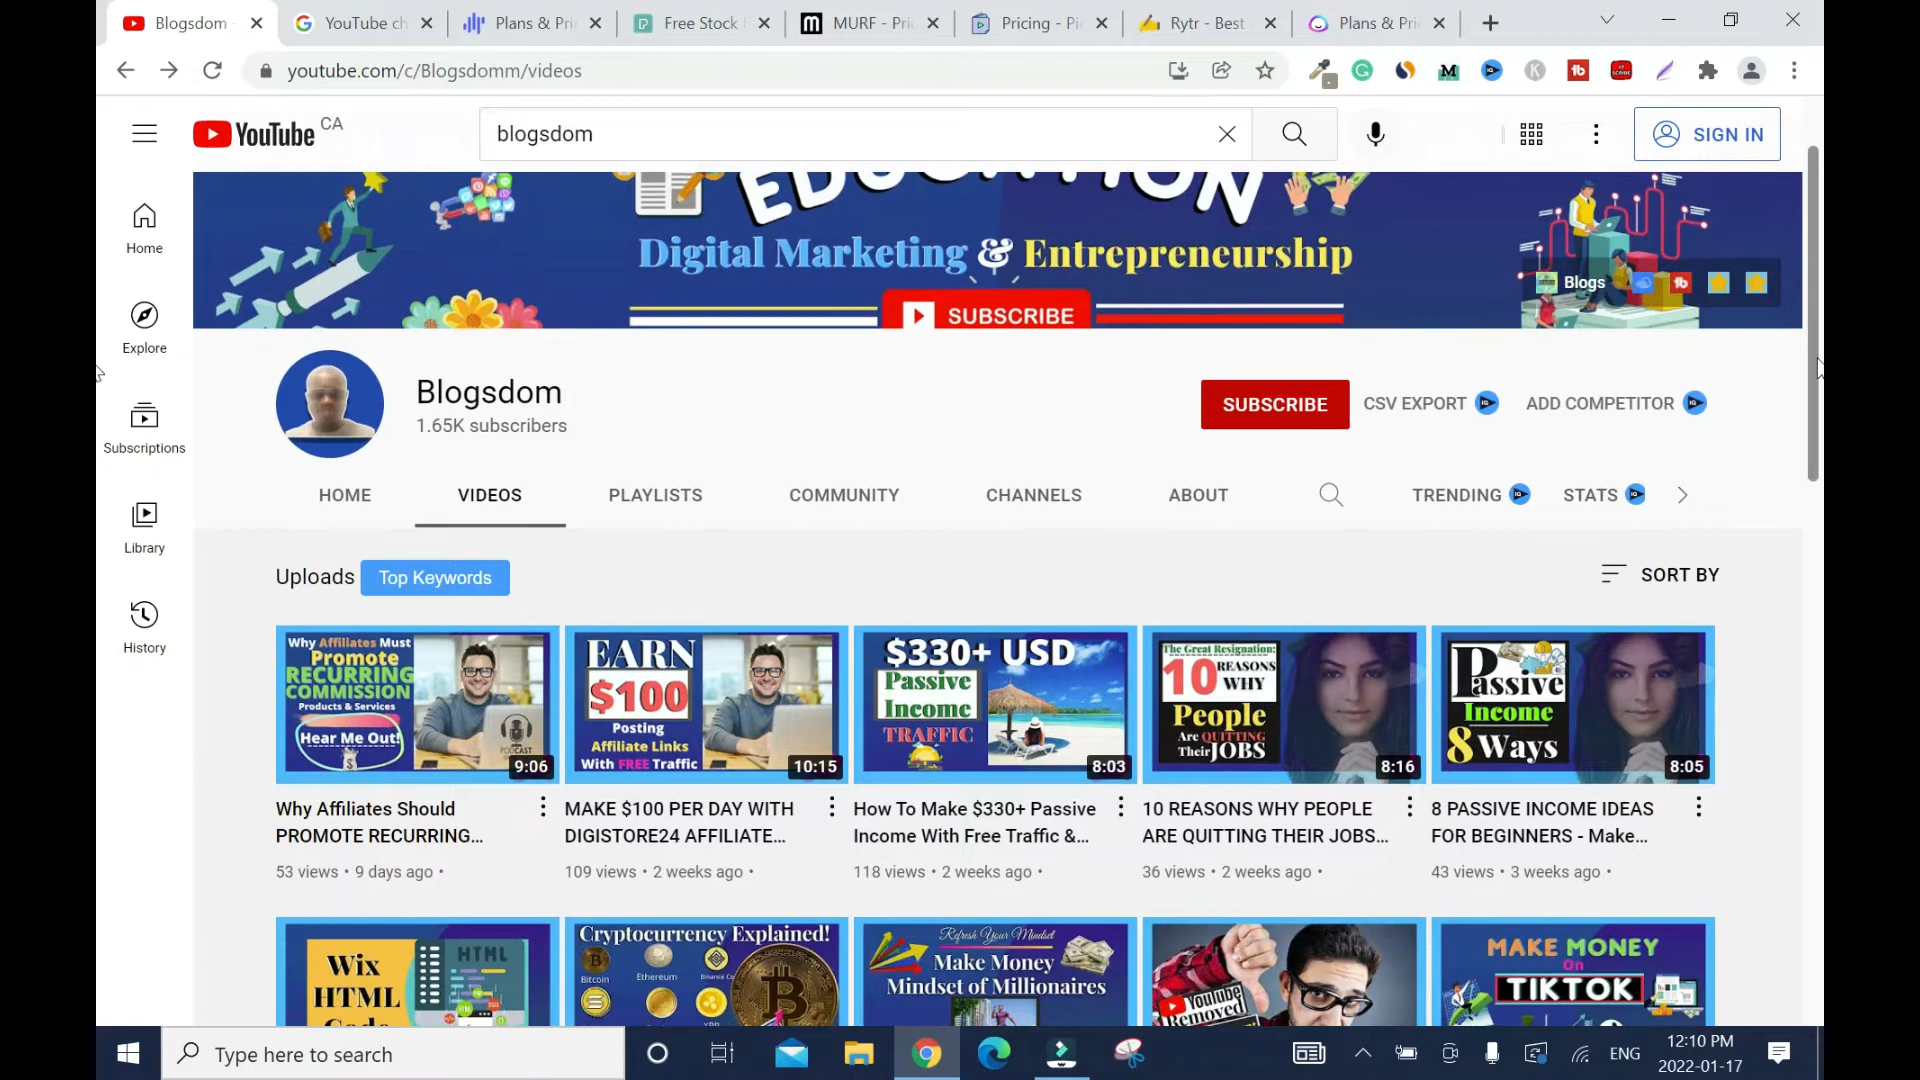 Blogsdom
YouTube ch
Plans & Pri
Free Stock
MURF - Pri
Pricing - Pi
Rytr - Best
Plans & Pri
youtube.com/c/Blogsdomm/videos
YouTube CA
blogsdom
SIGN IN
EDUCATION
Digital Marketing & Entrepreneurship
SUBSCRIBE
Blogs
Home
Explore
Subscriptions
Library
History
Blogsdom
1.65K subscribers
SUBSCRIBE
CSV EXPORT
ADD COMPETITOR
HOME
VIDEOS
PLAYLISTS
COMMUNITY
CHANNELS
ABOUT
TRENDING
STATS
Uploads
Top Keywords
SORT BY
Why Affiliates Must
Promote
RECURRING
COMMISSION
Products & Services
Hear Me Out!
PODCAST
9:06
EARN
$100
Posting
Affiliate Links
With FREE Traffic
10:15
$330+ USD
Passive
Income
TRAFFIC
8:03
The Great Resignation:
10 REASONS
WHY
People
Are QUITTING
Their JOBS
8:16
Passive
Income
8 Ways
8:05
Why Affiliates Should
PROMOTE RECURRING...
53 views • 9 days ago •
MAKE $100 PER DAY WITH
DIGISTORE24 AFFILIATE...
109 views • 2 weeks ago •
How To Make $330+ Passive
Income With Free Traffic &...
118 views • 2 weeks ago •
10 REASONS WHY PEOPLE
ARE QUITTING THEIR JOBS...
36 views • 2 weeks ago •
8 PASSIVE INCOME IDEAS
FOR BEGINNERS - Make...
43 views • 3 weeks ago •
Wix
HTML
Code
HTML
Cryptocurrency Explained!
Bitcoin
Ethereum
Binance Co
XRP
Refresh Your Mindset
Make Money
Mindset of Millionaires
YouTube
Removed
MAKE MONEY
On
TIKTOK
Type here to search
ENG
12:10 PM
2022-01-17